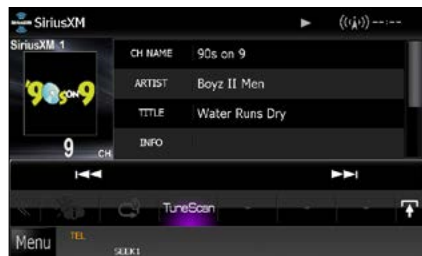 SiriusXM --:--
SiriusXM 1
CH NAME 90s on 9
ARTIST Boyz II Men
TITLE Water Runs Dry
INFO
'90s on 9
9 CH
TuneScan
Menu TEL
SEEK1